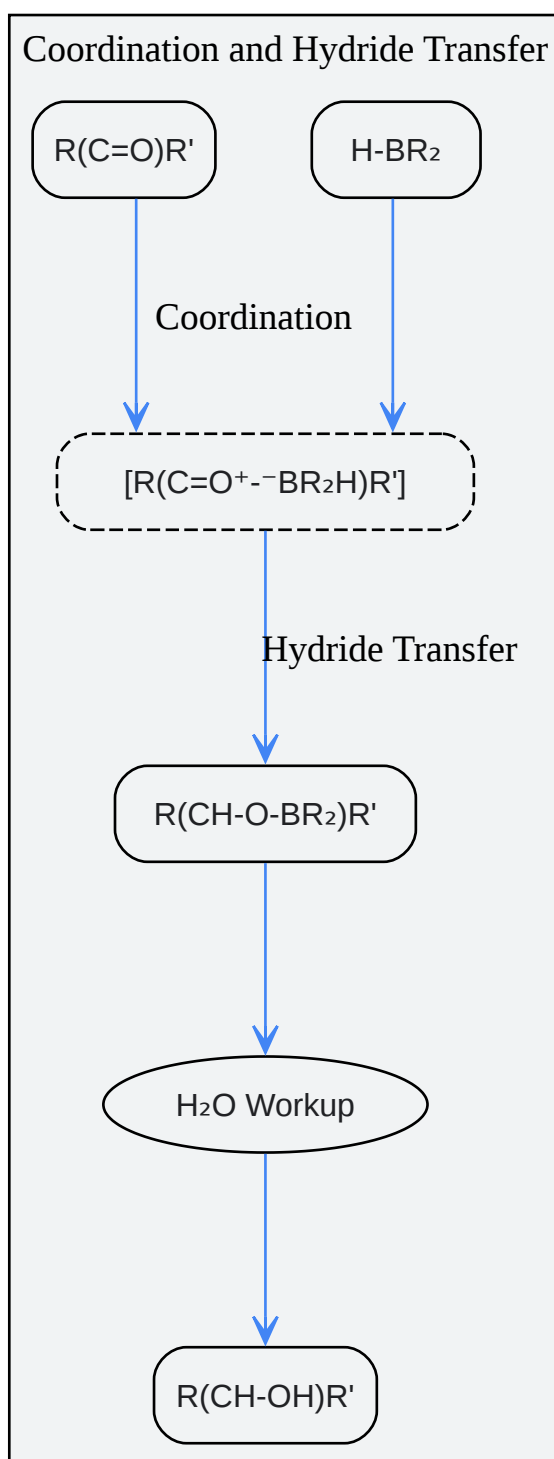 Coordination and Hydride Transfer
R(C=O)R'
H-BR₂
Coordination
[R(C=O⁺-⁻BR₂H)R']
Hydride Transfer
R(CH-O-BR₂)R'
H₂O Workup
R(CH-OH)R'